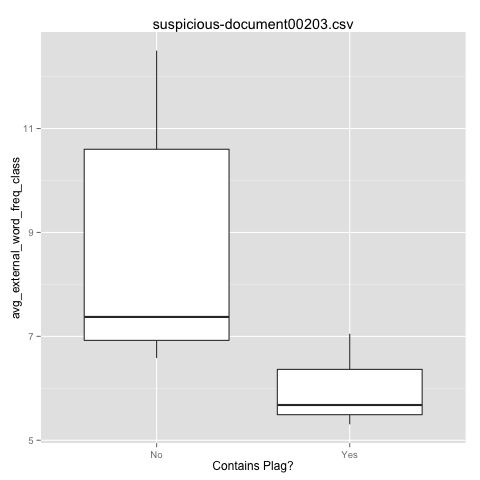 suspicious-document00203.csv
avg_external_word_freq_class
11
9
7
5
No Yes
Contains Plag?